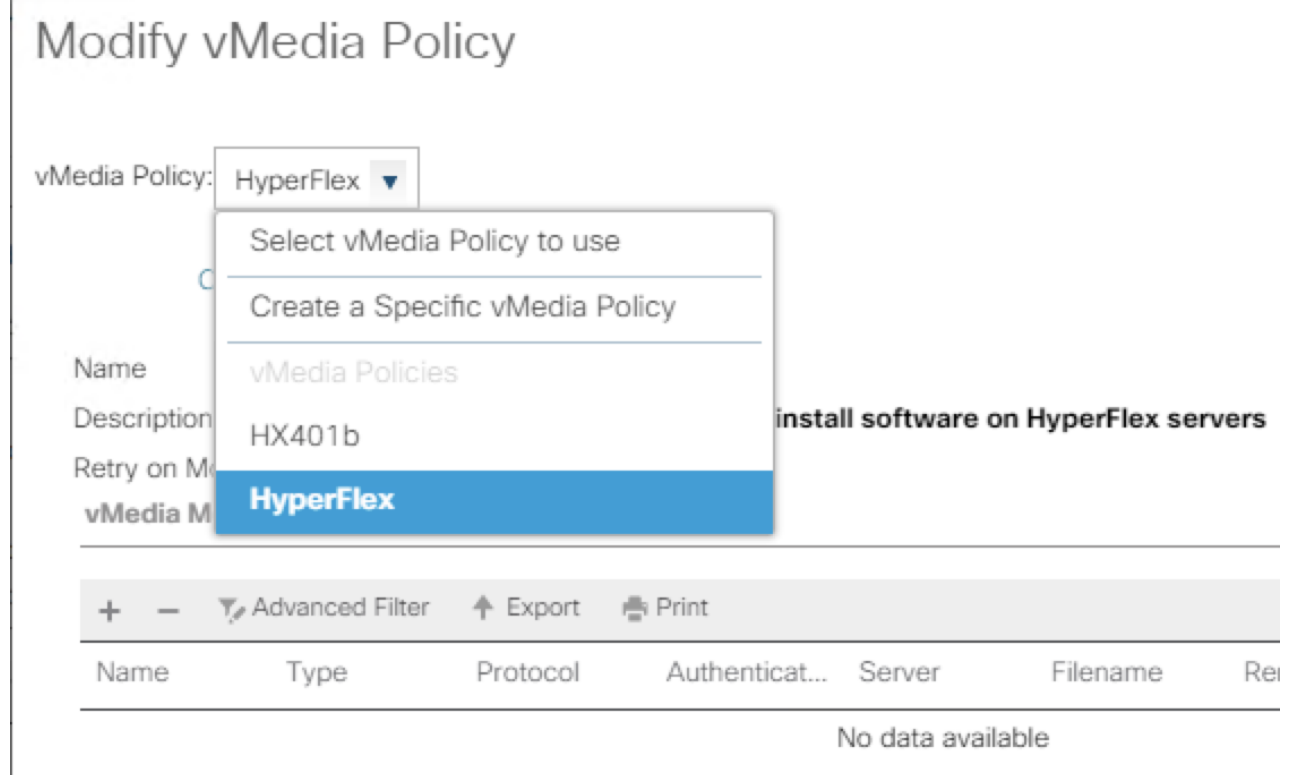 Modify vMedia Policy
vMedia Policy: HyperFlex
Select vMedia Policy to use
Create a Specific vMedia Policy
vMedia Policies
HX401b
HyperFlex
Name
Description install software on HyperFlex servers
Retry on
vMedia
Advanced Filter Export Print
Name Type Protocol Authenticat... Server Filename
No data available